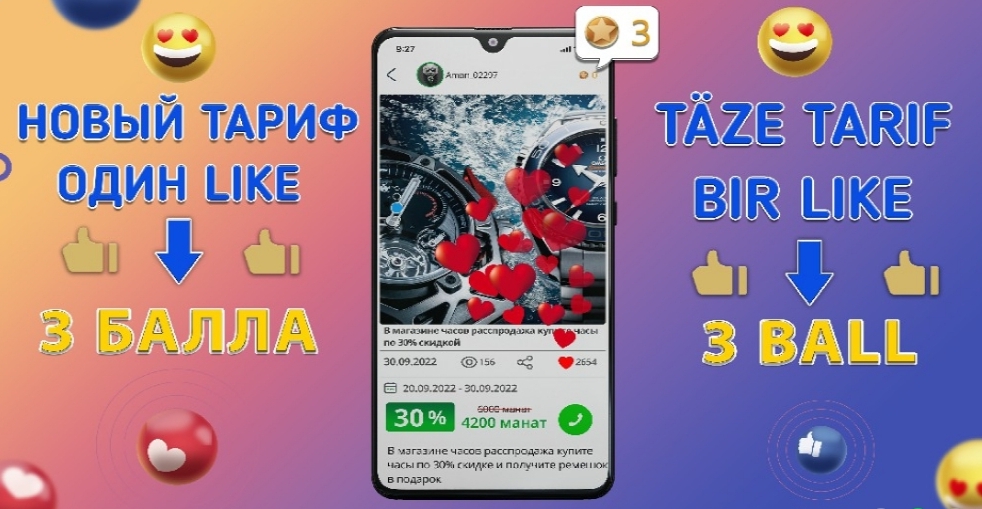 НОВЫЙ ТАРИФ
ОДИН LIKE
3 БАЛЛА
3
9:27
Aman_02297
0
В магазине часов распродажа купите часы
по 30% скидкой
30.09.2022 156 2654
20.09.2022 - 30.09.2022
30% 6000 манат
4200 манат
В магазине часов распродажа купите
часы по 30% скидке и получите ремешок
в подарок
TÄZE TARIF
BIR LIKE
3 BALL